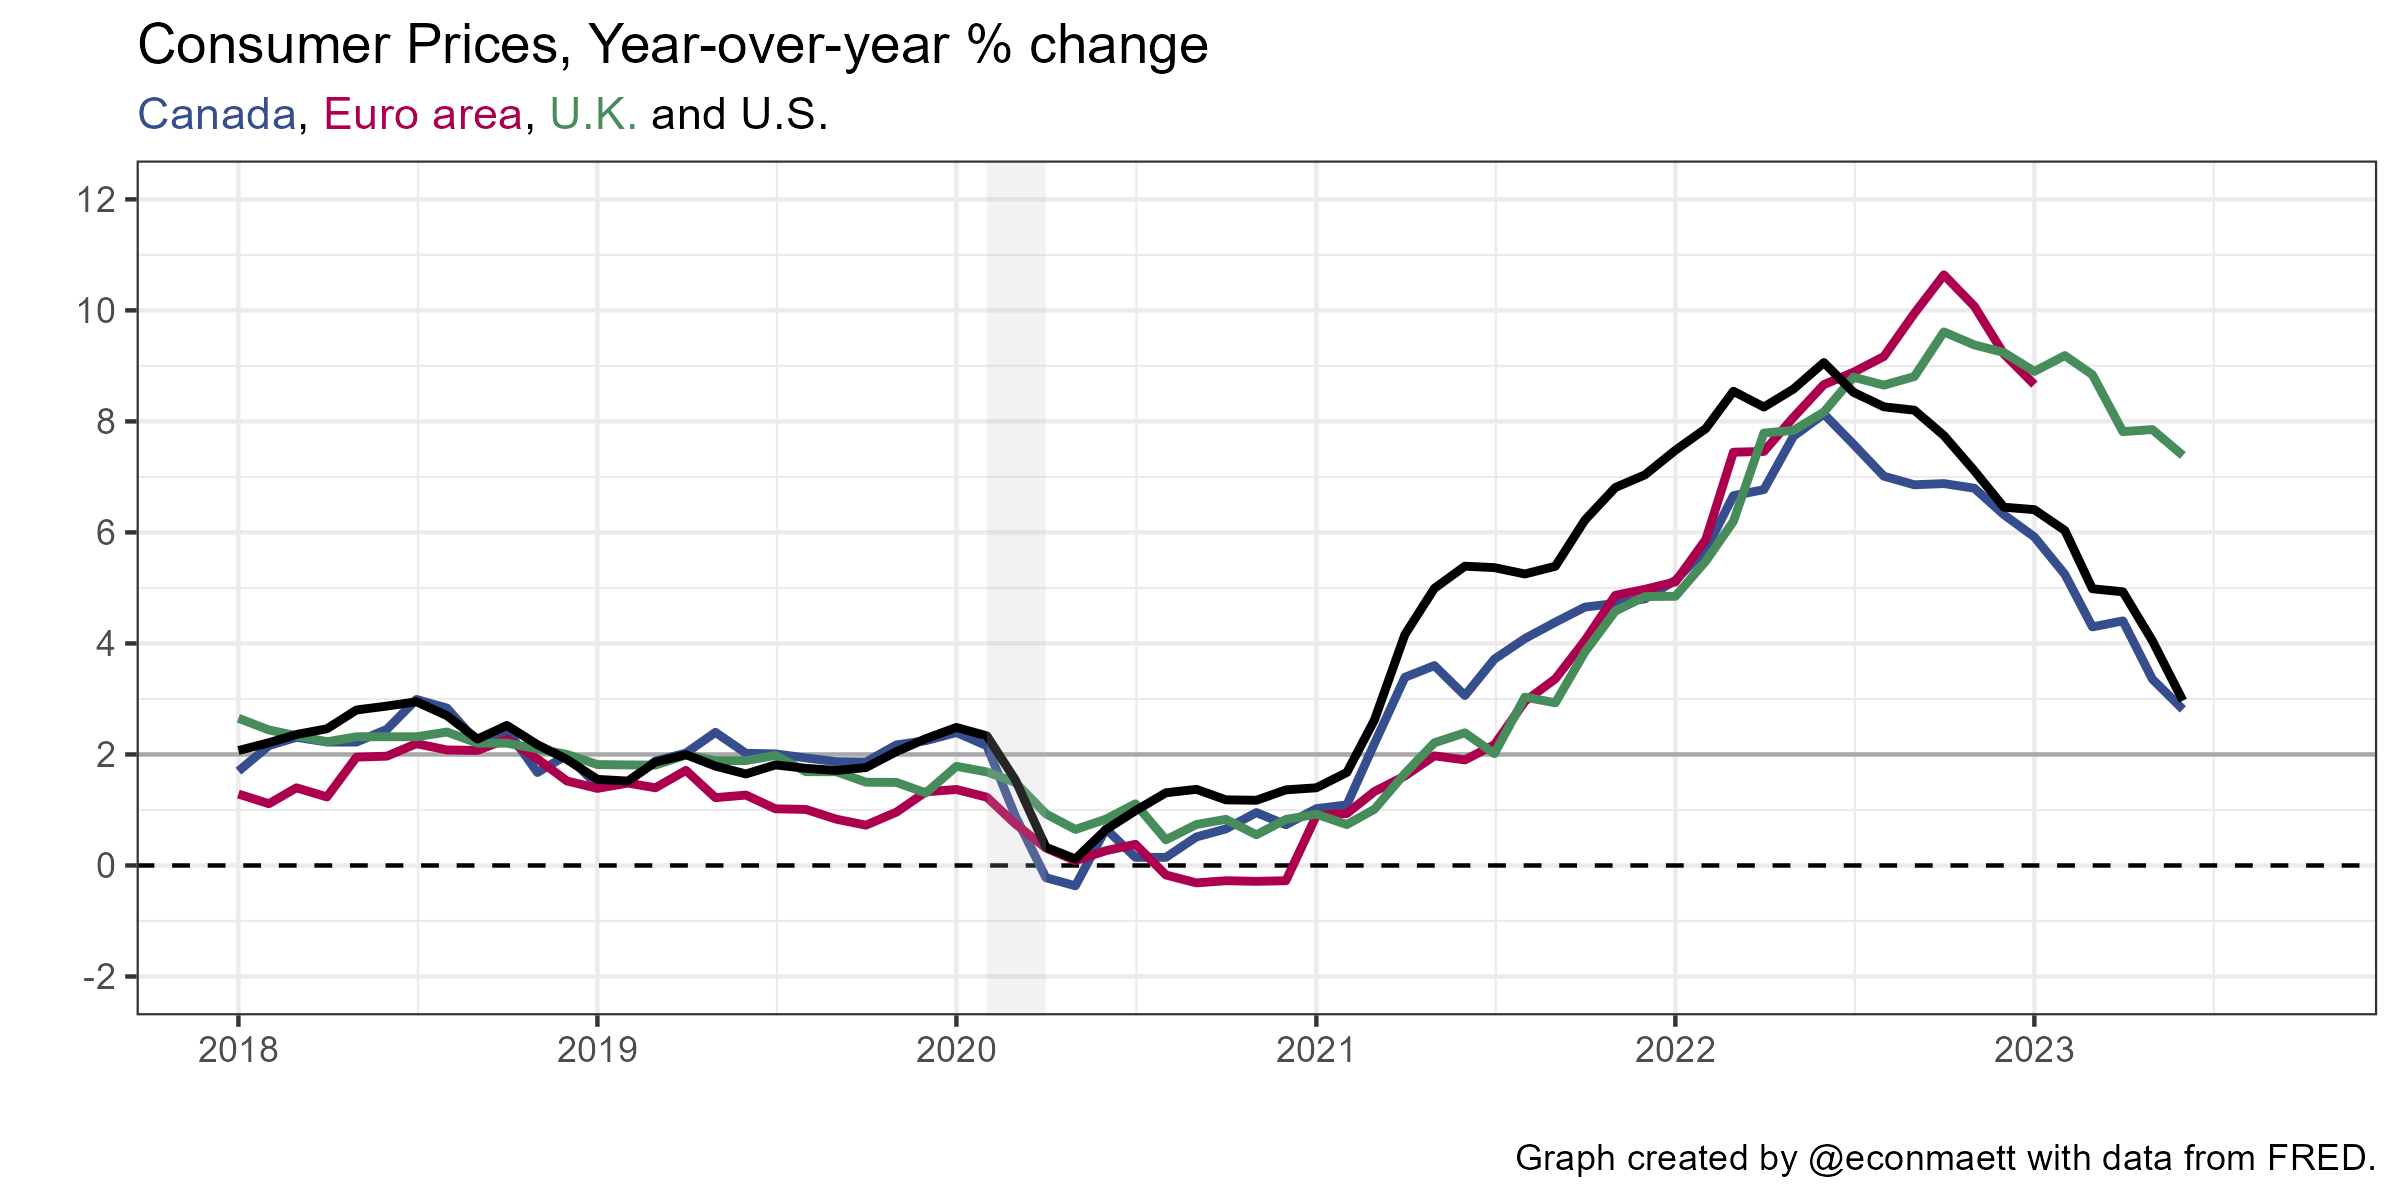 Consumer Prices, Year-over-year % change
Canada, Euro area, U.K. and U.S.
12
10
8
6
4
2
0
-2
2018 2019 2020 2021 2022 2023
Graph created by @econmaett with data from FRED.